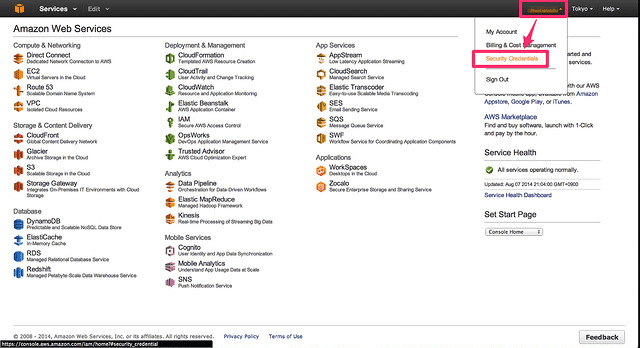 Services
Edit
Tokyo
Help
Amazon Web Services
My Account
Billing & Cost Management
Security Credentials
Sign Out
Compute & Networking
Direct Connect
Dedicated Network Connection to AWS
EC2
Virtual Servers in the Cloud
Route 53
Scalable Domain Name System
VPC
Isolated Cloud Resources
Storage & Content Delivery
CloudFront
Global Content Delivery Network
Glacier
Archive Storage in the Cloud
S3
Scalable Storage in the Cloud
Storage Gateway
Integrates On-Premises IT Environments with Cloud
Storage
Database
DynamoDB
Predictable and Scalable NoSQL Data Store
ElastiCache
In-Memory Cache
RDS
Managed Relational Database Service
Redshift
Managed Petabyte-Scale Data Warehouse Service
Deployment & Management
CloudFormation
Templated AWS Resource Creation
CloudTrail
User Activity and Change Tracking
CloudWatch
Resource and Application Monitoring
Elastic Beanstalk
AWS Application Container
IAM
Secure AWS Access Control
OpsWorks
DevOps Application Management Service
Trusted Advisor
AWS Cloud Optimization Expert
Analytics
Data Pipeline
Orchestration for Data-Driven Workflows
Elastic MapReduce
Managed Hadoop Framework
Kinesis
Real-time Processing of Streaming Big Data
Mobile Services
Cognito
User Identity and App Data Synchronization
Mobile Analytics
Understand App Usage Data at Scale
SNS
Push Notification Service
App Services
AppStream
Low Latency Application Streaming
CloudSearch
Managed Search Service
Elastic Transcoder
Easy-to-use Scalable Media Transcoding
SES
Email Sending Service
SQS
Message Queue Service
SWF
Workflow Service for Coordinating Application Components
Applications
WorkSpaces
Desktops in the Cloud
Zocalo
Secure Enterprise Storage and Sharing Service
started and
services.
with our AWS
Console mobile app, available from Amazon
Appstore, Google Play, or iTunes.
AWS Marketplace
Find and buy software, launch with 1-Click
and pay by the hour.
Service Health
All services operating normally.
Updated: Aug 07 2014 21:04:00 GMT+0900
Service Health Dashboard
Set Start Page
Console Home
© 2008 - 2014, Amazon Web Services, Inc. or its affiliates. All rights reserved.
Privacy Policy
Terms of Use
Feedback
https://console.aws.amazon.com/iam/home?#security_credential